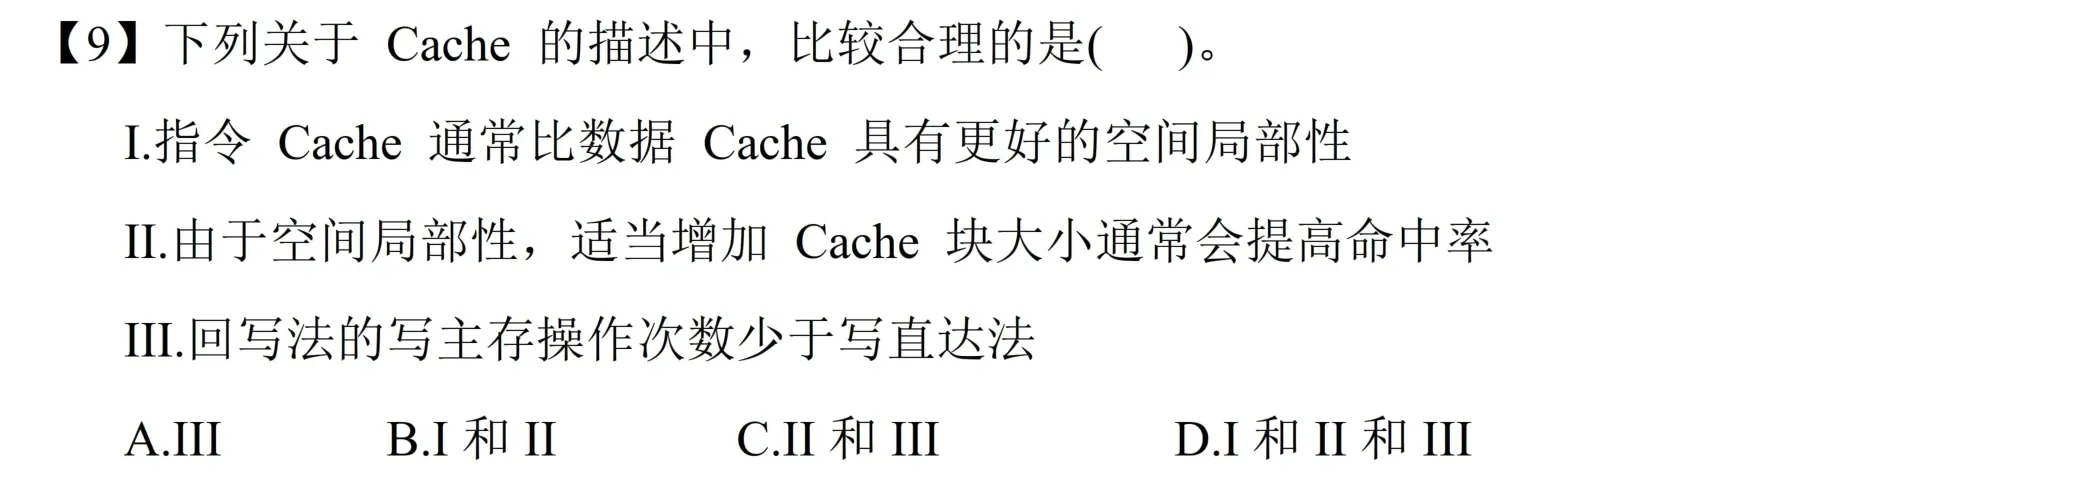 【9】下列关于 Cache 的描述中，比较合理的是(    )。
I.指令 Cache 通常比数据 Cache 具有更好的空间局部性
II.由于空间局部性，适当增加 Cache 块大小通常会提高命中率
III.回写法的写主存操作次数少于写直达法
A.III    B.I 和 II    C.II 和 III    D.I 和 II 和 III